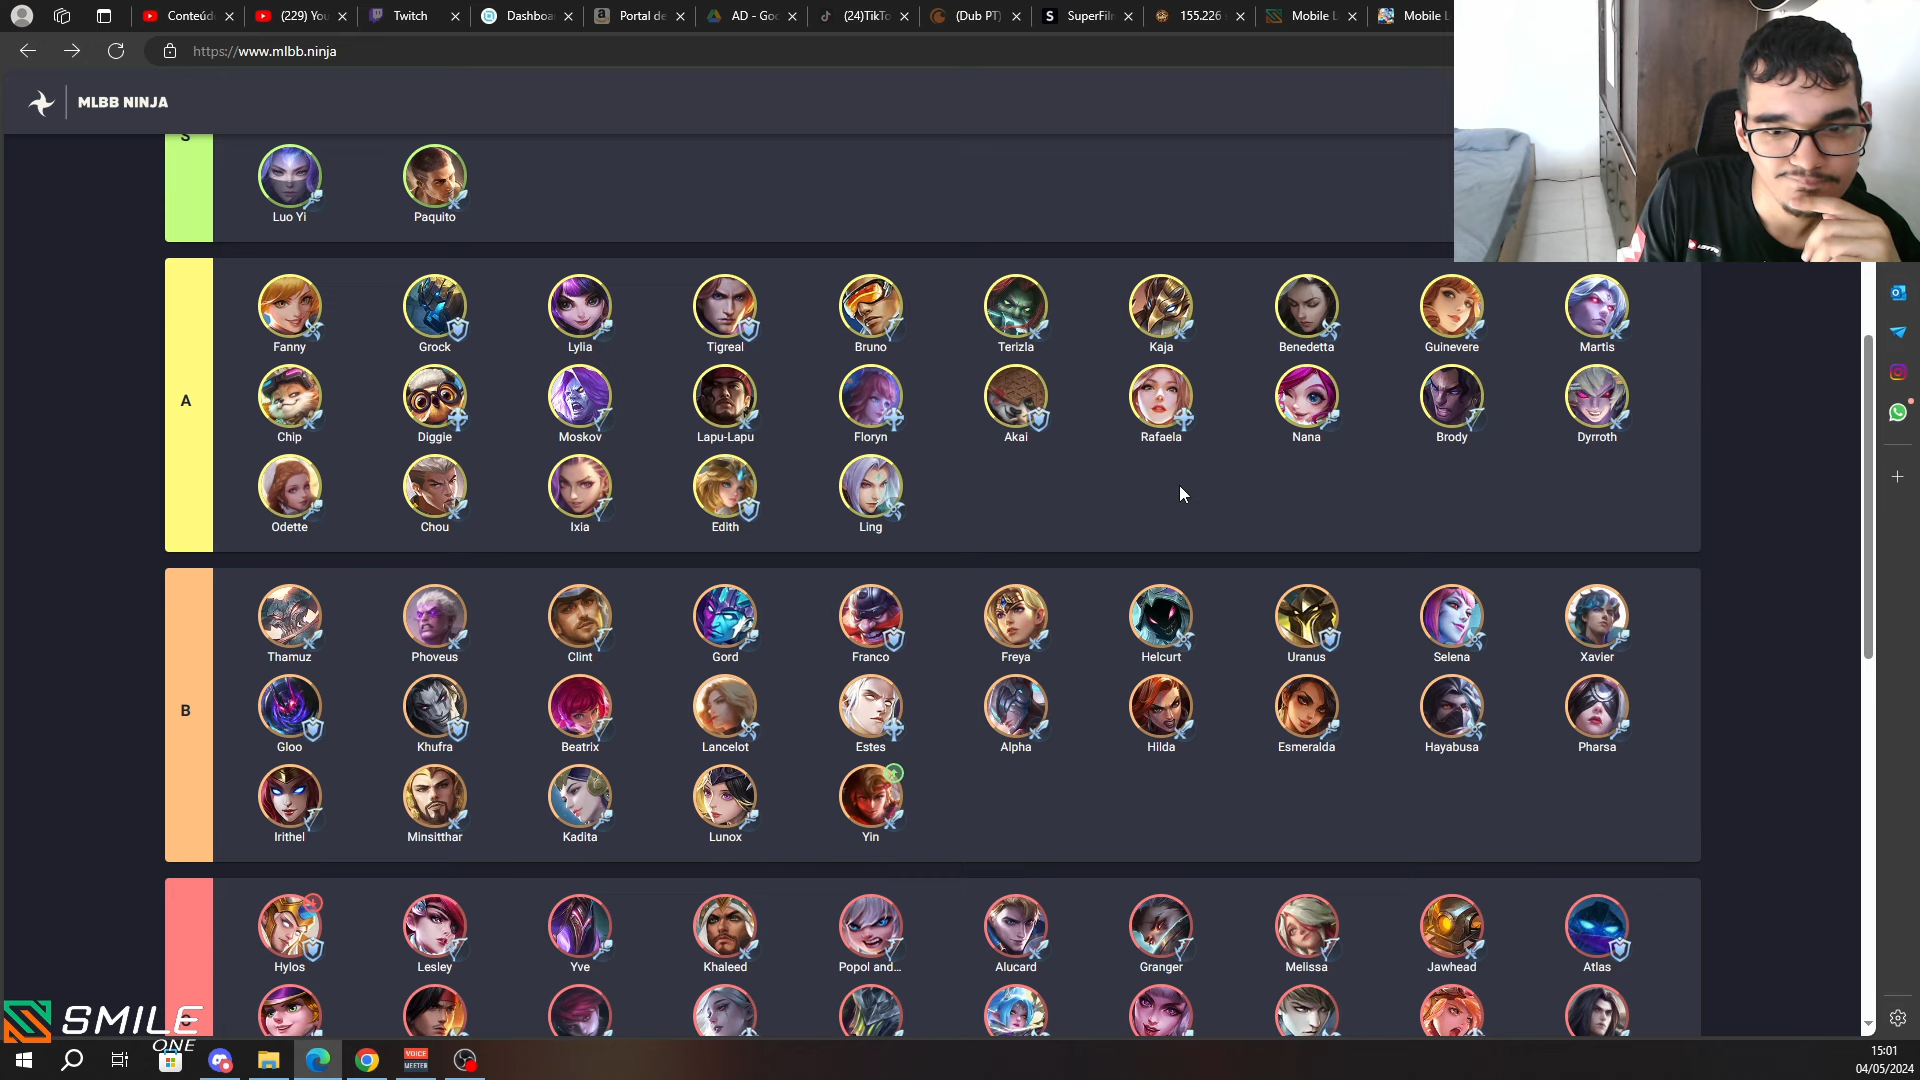 Conteúd
(229) You
Twitch
Dashboa
Portal de
AD - Goo
(24)TikTo
(Dub PT)
SuperFlir
155.226
Mobile L
Mobile L
https://www.mlbb.ninja
MLBB NINJA
S
Luo Yi
Paquito
A
Fanny
Grock
Lylia
Tigreal
Bruno
Terizla
Kaja
Benedetta
Guinevere
Martis
Chip
Diggie
Moskov
Lapu-Lapu
Floryn
Akai
Rafaela
Nana
Brody
Dyrroth
Odette
Chou
Ixia
Edith
Ling
B
Thamuz
Phoveus
Clint
Gord
Franco
Freya
Helcurt
Uranus
Selena
Xavier
Gloo
Khufra
Beatrix
Lancelot
Estes
Alpha
Hilda
Esmeralda
Hayabusa
Pharsa
Irithel
Minsitthar
Kadita
Lunox
Yin
Hylos
Lesley
Yve
Khaleed
Popol and...
Alucard
Granger
Melissa
Jawhead
Atlas
SMILE
ONE
VOICE
MEETER
15:01
04/05/2024